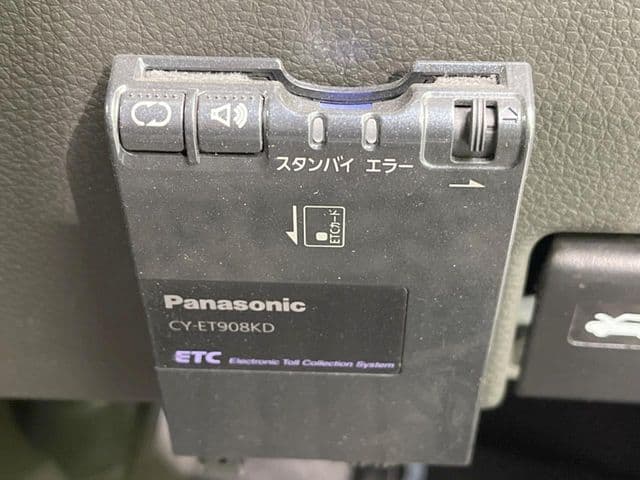 スタンバイ エラー
ETCカード
Panasonic
CY-ET908KD
ETC Electronic Toll Collection System